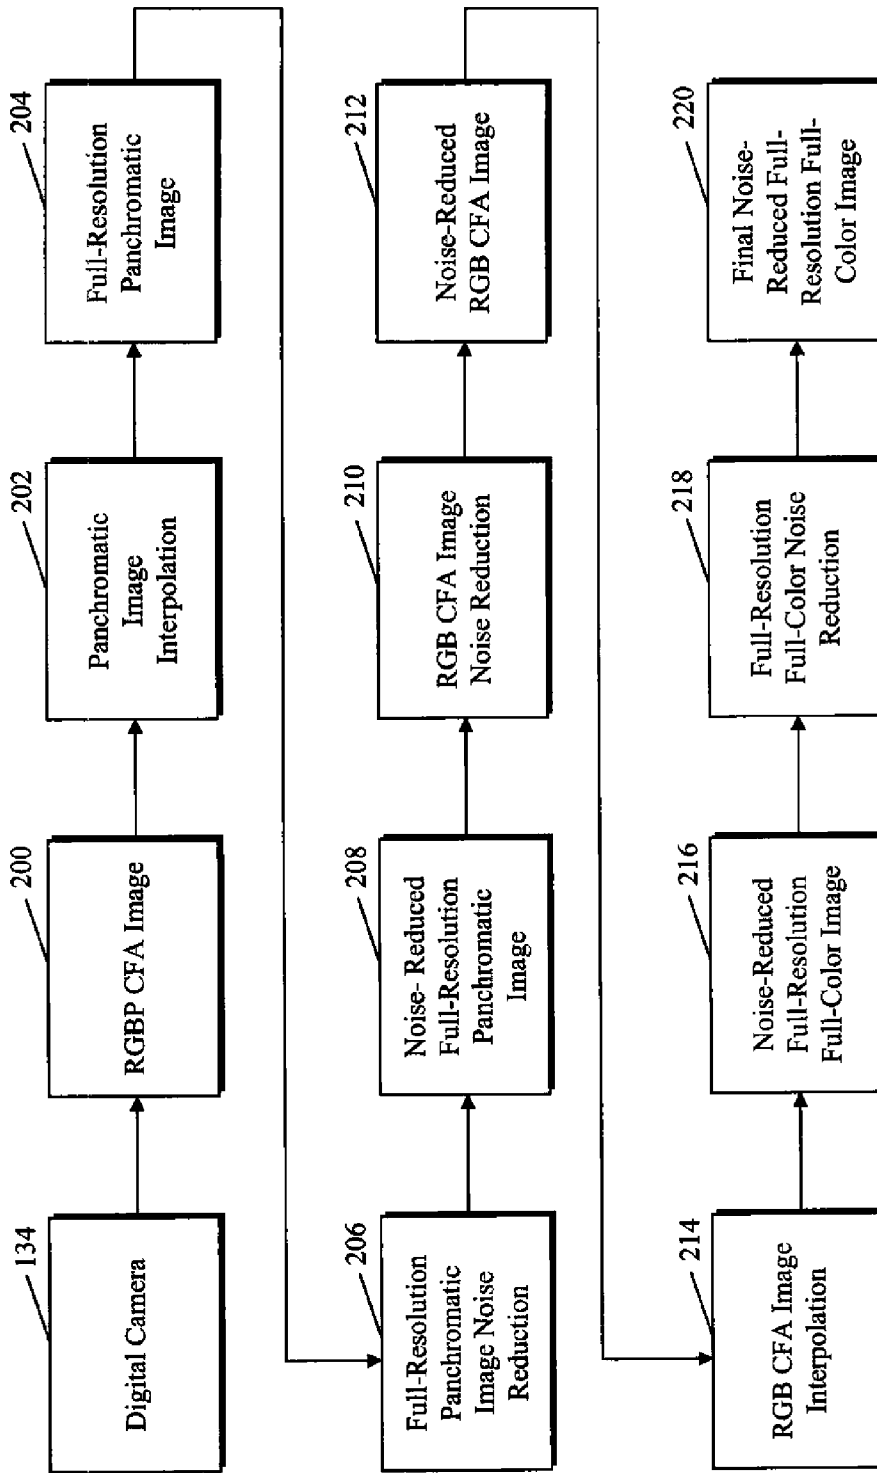 134
Digital Camera
200
RGBP CFA Image
202
Panchromatic
Image
Interpolation
204
Full-Resolution
Panchromatic
Image
206
Full-Resolution
Panchromatic
Image Noise
Reduction
208
Noise- Reduced
Full-Resolution
Panchromatic
Image
210
RGB CFA Image
Noise Reduction
212
Noise-Reduced
RGB CFA Image
214
RGB CFA Image
Interpolation
216
Noise-Reduced
Full-Resolution
Full-Color Image
218
Full-Resolution
Full-Color Noise
Reduction
220
Final Noise-
Reduced Full-
Resolution Full-
Color Image